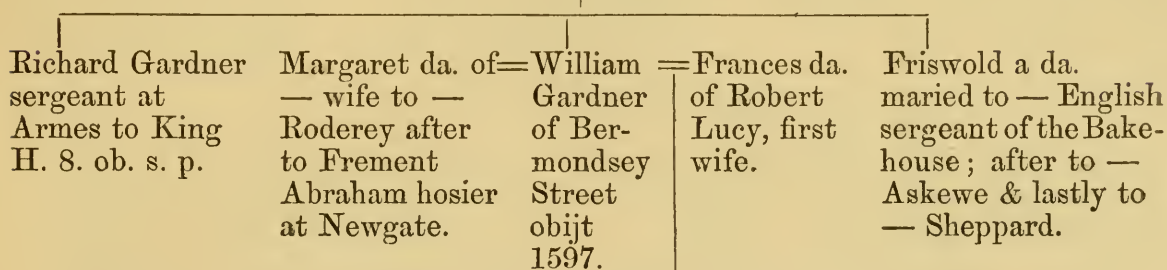 Richard Gardner
sergeant at
Armes to King
H. 8. ob. s. p.
Margaret da. of=
— wife to —
Roderey after
to Frement
Abraham hosier
at Newgate.
William
Gardner
of Ber-
mondsey
Street
obijt
1597.
=Frances da.
of Robert
Lucy, first
wife.
Friswold a da.
maried to — English
sergeant of the Bake-
house; after to —
Askewe & lastly to
— Sheppard.